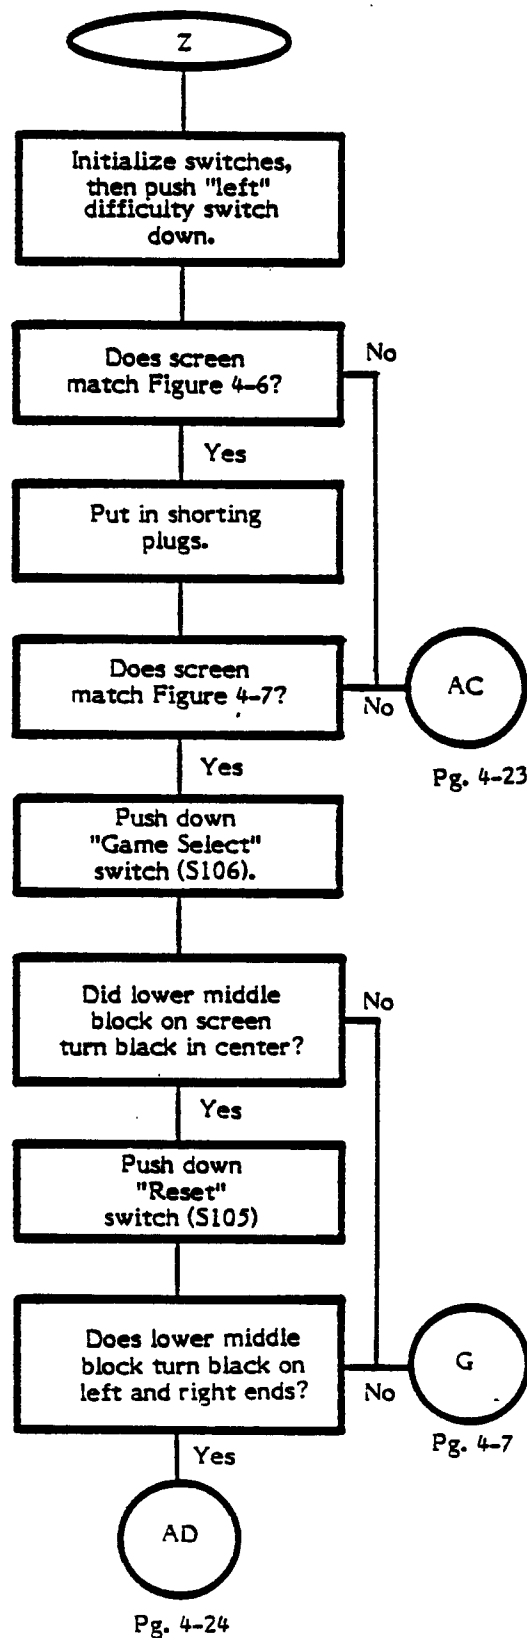 Z
Initialize switches,
then push "left"
difficulty switch
down.
Does screen
match Figure 4-6?
No
Yes
Put in shorting
plugs.
Does screen
match Figure 4-7?
No
AC
Pg. 4-23
Yes
Push down
"Game Select"
switch (S106).
Did lower middle
block on screen
turn black in center?
No
Yes
Push down
"Reset"
switch (S105)
Does lower middle
block turn black on
left and right ends?
No
G
Pg. 4-7
Yes
AD
Pg. 4-24